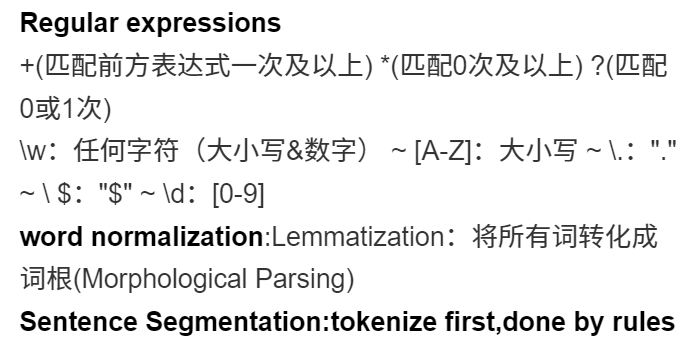 Regular expressions
+(匹配前方表达式一次及以上) *(匹配0次及以上) ?(匹配
0或1次)
\w：任何字符（大小写&数字） ~ [A-Z]：大小写 ~ \.："."
~ \ $："$" ~ \d：[0-9]
word normalization:Lemmatization：将所有词转化成
词根(Morphological Parsing)
Sentence Segmentation:tokenize first,done by rules